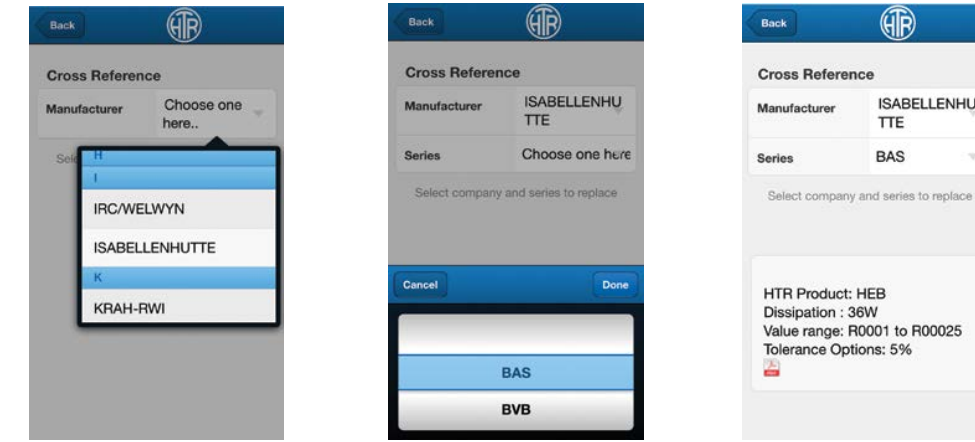 Back
HTR
Cross Reference
Manufacturer
Choose one
here..
Sele
H
I
IRC/WELWYN
ISABELLENHUTTE
K
KRAH-RWI
Back
HTR
Cross Reference
Manufacturer
ISABELLENHU
TTE
Series
Choose one here
Select company and series to replace
Cancel
Done
BAS
BVB
Back
HTR
Cross Reference
Manufacturer
ISABELLENHU
TTE
Series
BAS
Select company and series to replace
HTR Product: HEB
Dissipation : 36W
Value range: R0001 to R00025
Tolerance Options: 5%